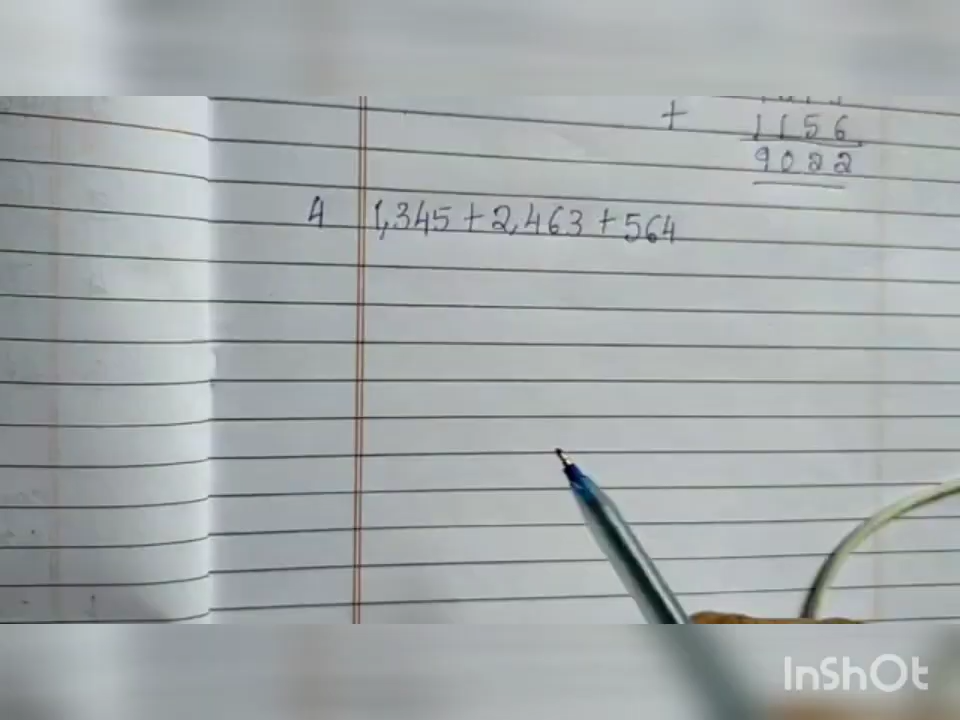 + 1156
9022
4 1,345 + 2,463 + 564
InShOt